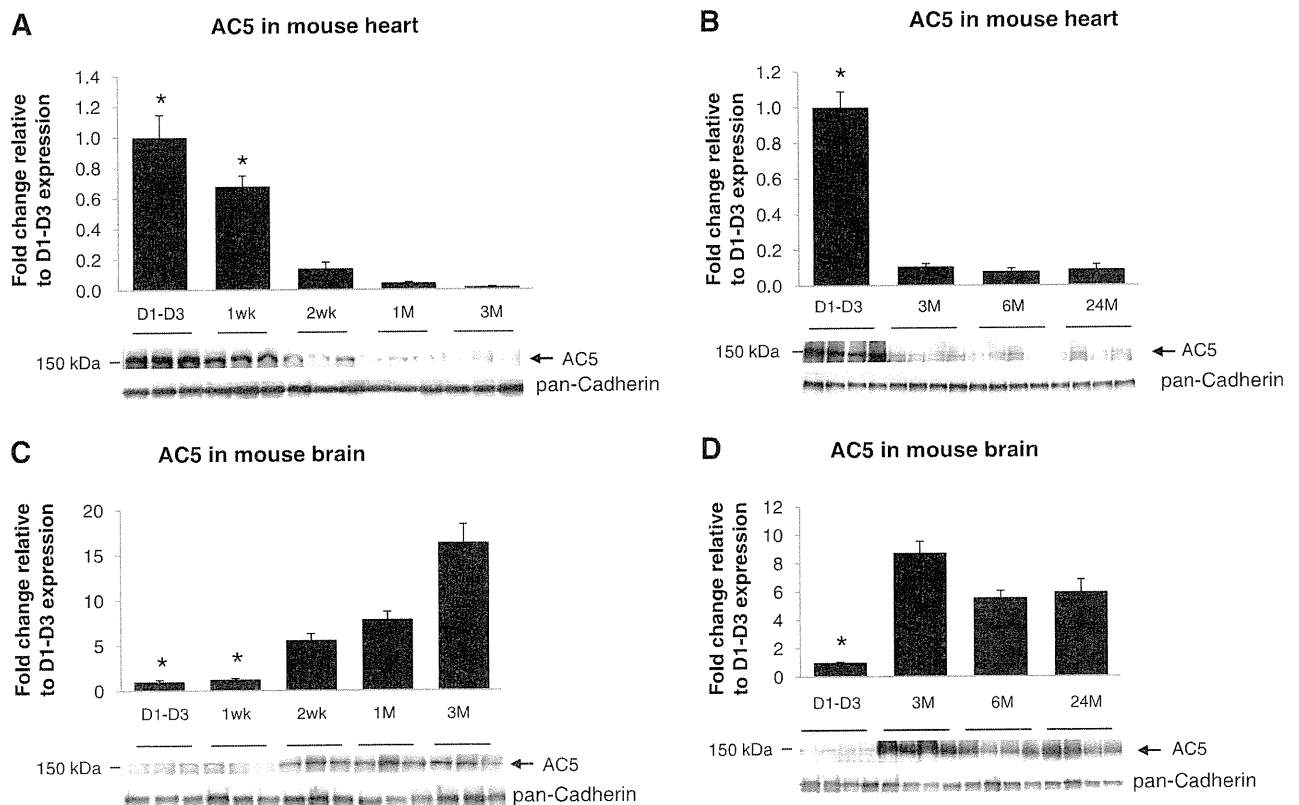 A
AC5 in mouse heart
Fold change relative
to D1-D3 expression
1.4
1.2
1.0
0.8
0.6
0.4
0.2
0.0
*
*
D1-D3 1wk 2wk 1M 3M
150 kDa
AC5
pan-Cadherin
B
AC5 in mouse heart
Fold change relative
to D1-D3 expression
1.2
1.0
0.8
0.6
0.4
0.2
0.0
*
D1-D3 3M 6M 24M
150 kDa
AC5
pan-Cadherin
C
AC5 in mouse brain
Fold change relative
to D1-D3 expression
20
15
10
5
0
*
*
D1-D3 1wk 2wk 1M 3M
150 kDa
AC5
pan-Cadherin
D
AC5 in mouse brain
Fold change relative
to D1-D3 expression
12
10
8
6
4
2
0
*
D1-D3 3M 6M 24M
150 kDa
AC5
pan-Cadherin